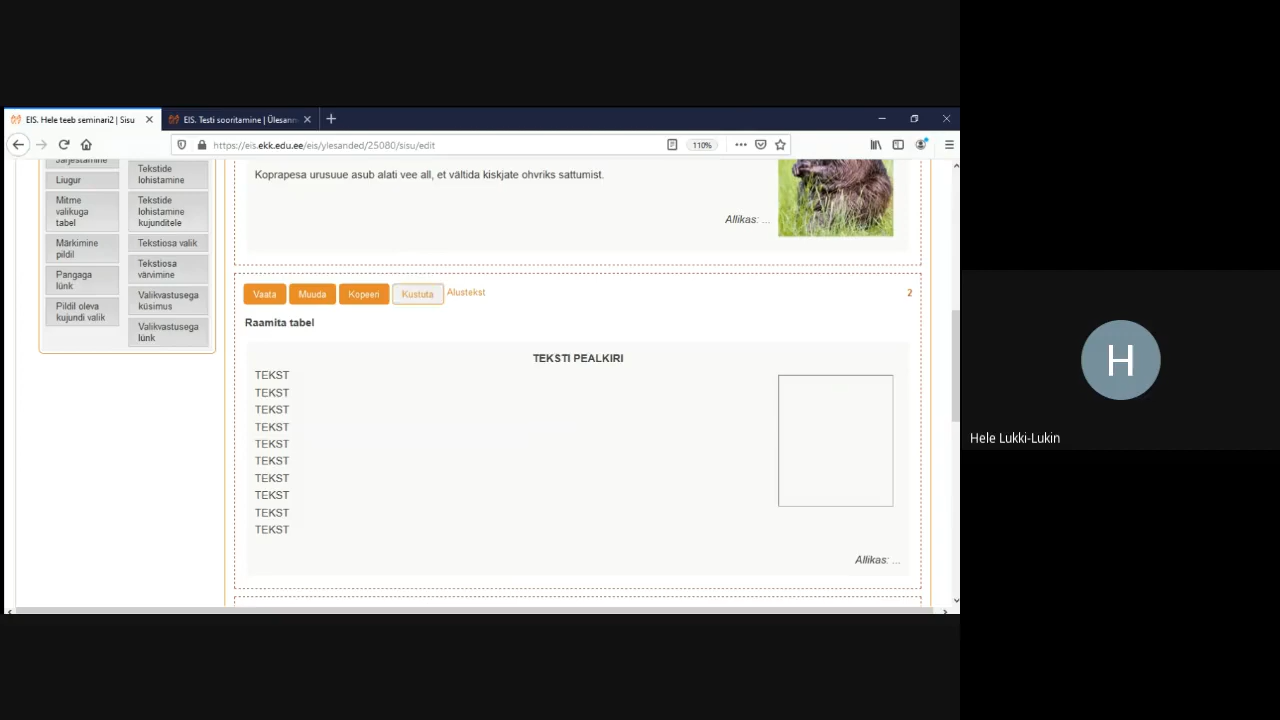 EIS. Hele teeb seminari2 | Sisu
EIS. Testi sooritamine | Ülesann
https://eis.ekk.edu.ee/eis/ylesanded/25080/sisu/edit
110%
Järjestamine
Liugur
Mitme
valikuga
tabel
Märkimine
pildil
Pangaga
lünk
Pildil oleva
kujundi valik
Tekstide
lohistamine
Tekstide
lohistamine
kujunditele
Tekstiosa valik
Tekstiosa
värvimine
Valikvastusega
küsimus
Valikvastusega
lünk
Koprapesa urusuue asub alati vee all, et vältida kiskjate ohvriks sattumist.
Allikas: ...
Vaata
Muuda
Kopeeri
Kustuta
Alustekst
2
Raamita tabel
TEKSTI PEALKIRI
TEKST
TEKST
TEKST
TEKST
TEKST
TEKST
TEKST
TEKST
TEKST
TEKST
Allikas: ...
H
Hele Lukki-Lukin